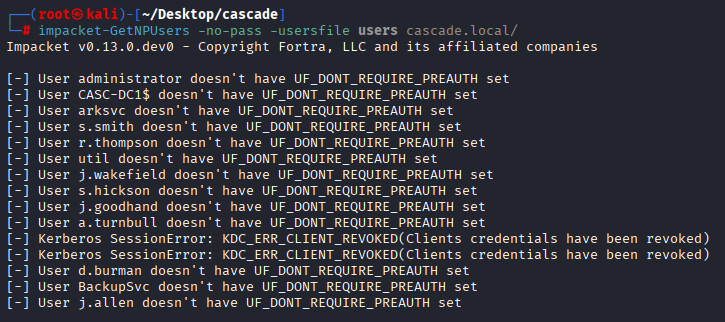 ┌──(root㉿kali)-[~/Desktop/cascade]
└─# impacket-GetNPUsers -no-pass -usersfile users cascade.local/
Impacket v0.13.0.dev0 - Copyright Fortra, LLC and its affiliated companies
[-] User administrator doesn't have UF_DONT_REQUIRE_PREAUTH set
[-] User CASC-DC1$ doesn't have UF_DONT_REQUIRE_PREAUTH set
[-] User arksvc doesn't have UF_DONT_REQUIRE_PREAUTH set
[-] User s.smith doesn't have UF_DONT_REQUIRE_PREAUTH set
[-] User r.thompson doesn't have UF_DONT_REQUIRE_PREAUTH set
[-] User util doesn't have UF_DONT_REQUIRE_PREAUTH set
[-] User j.wakefield doesn't have UF_DONT_REQUIRE_PREAUTH set
[-] User s.hickson doesn't have UF_DONT_REQUIRE_PREAUTH set
[-] User j.goodhand doesn't have UF_DONT_REQUIRE_PREAUTH set
[-] User a.turnbull doesn't have UF_DONT_REQUIRE_PREAUTH set
[-] Kerberos SessionError: KDC_ERR_CLIENT_REVOKED(Clients credentials have been revoked)
[-] Kerberos SessionError: KDC_ERR_CLIENT_REVOKED(Clients credentials have been revoked)
[-] User d.burman doesn't have UF_DONT_REQUIRE_PREAUTH set
[-] User BackupSvc doesn't have UF_DONT_REQUIRE_PREAUTH set
[-] User j.allen doesn't have UF_DONT_REQUIRE_PREAUTH set